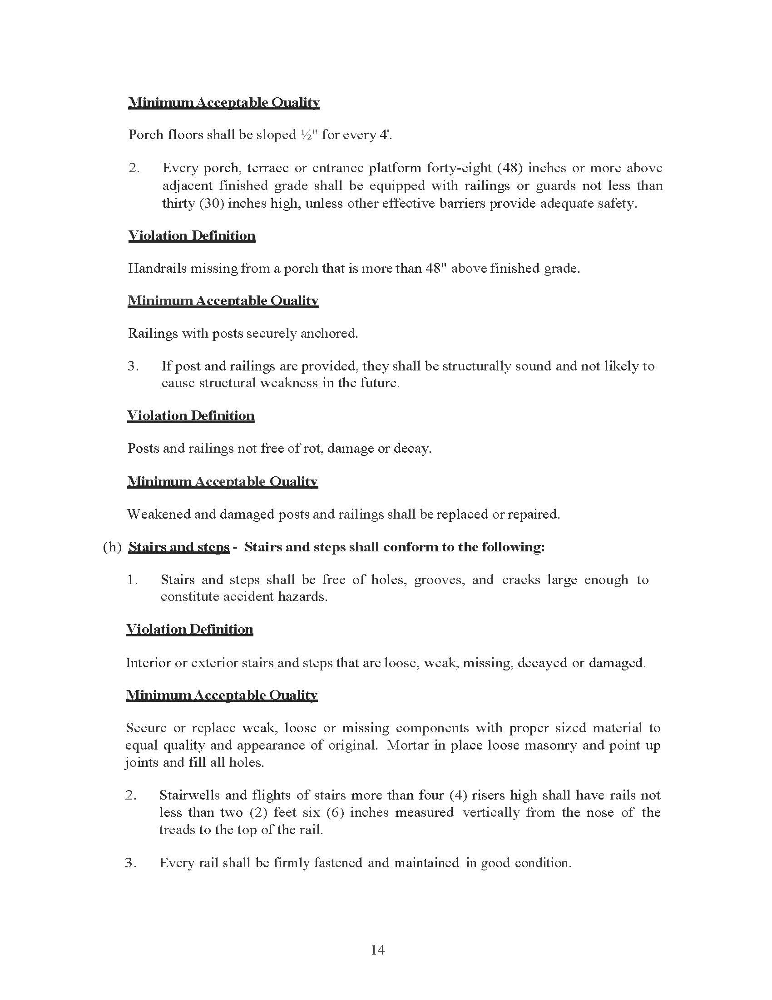 Minimum Acceptable Quality
Porch floors shall be sloped ½" for every 4'.
2. Every porch, terrace or entrance platform forty-eight (48) inches or more above
adjacent finished grade shall be equipped with railings or guards not less than
thirty (30) inches high, unless other effective barriers provide adequate safety.
Violation Definition
Handrails missing from a porch that is more than 48" above finished grade.
Minimum Acceptable Quality
Railings with posts securely anchored.
3. If post and railings are provided, they shall be structurally sound and not likely to
cause structural weakness in the future.
Violation Definition
Posts and railings not free of rot, damage or decay.
Minimum Acceptable Quality
Weakened and damaged posts and railings shall be replaced or repaired.
(h) Stairs and steps - Stairs and steps shall conform to the following:
1. Stairs and steps shall be free of holes, grooves, and cracks large enough to
constitute accident hazards.
Violation Definition
Interior or exterior stairs and steps that are loose, weak, missing, decayed or damaged.
Minimum Acceptable Quality
Secure or replace weak, loose or missing components with proper sized material to
equal quality and appearance of original. Mortar in place loose masonry and point up
joints and fill all holes.
2. Stairwells and flights of stairs more than four (4) risers high shall have rails not
less than two (2) feet six (6) inches measured vertically from the nose of the
treads to the top of the rail.
3. Every rail shall be firmly fastened and maintained in good condition.
14